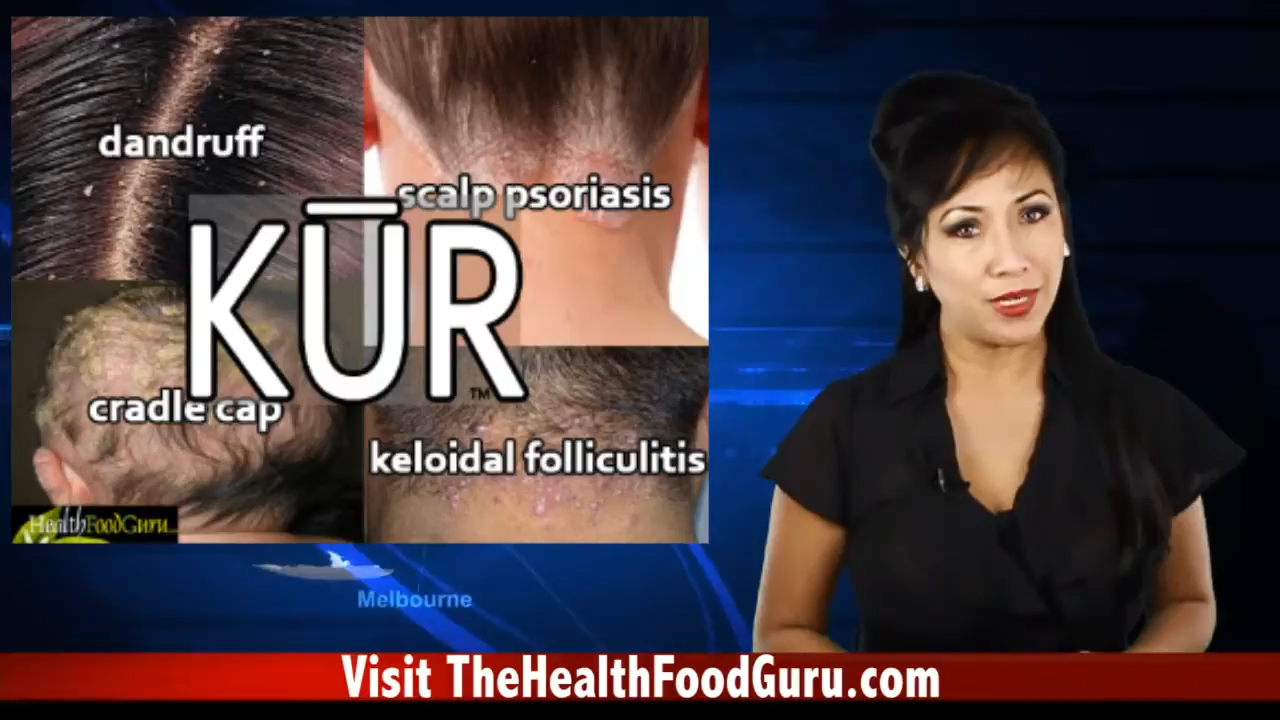 dandruff
scalp psoriasis
KŪR
TM
cradle cap
keloidal folliculitis
HealthFoodGuru
Melbourne
Visit TheHealthFoodGuru.com